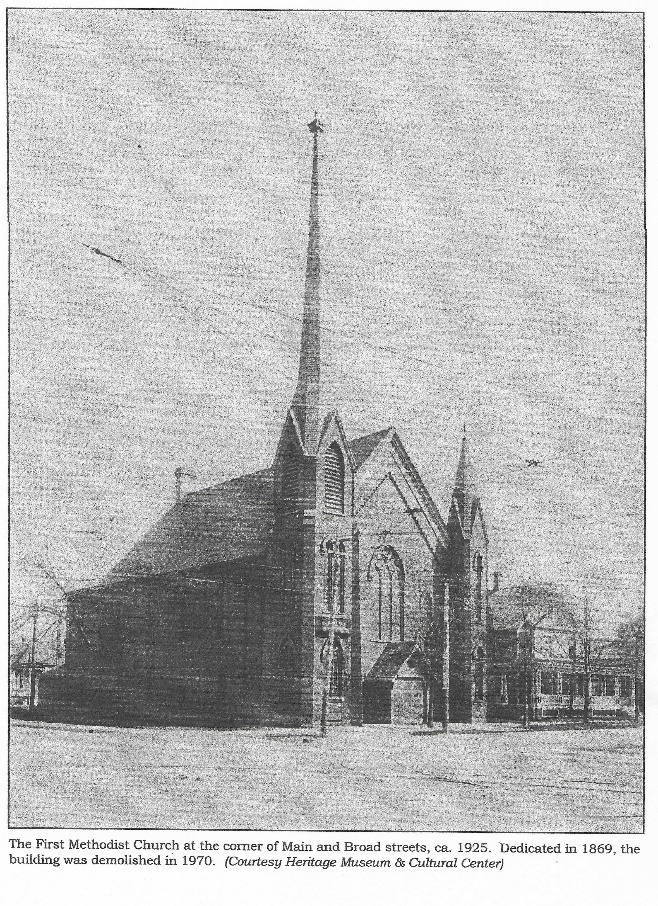 The First Methodist Church at the corner of Main and Broad streets, ca. 1925. Dedicated in 1869, the
building was demolished in 1970. (Courtesy Heritage Museum & Cultural Center)